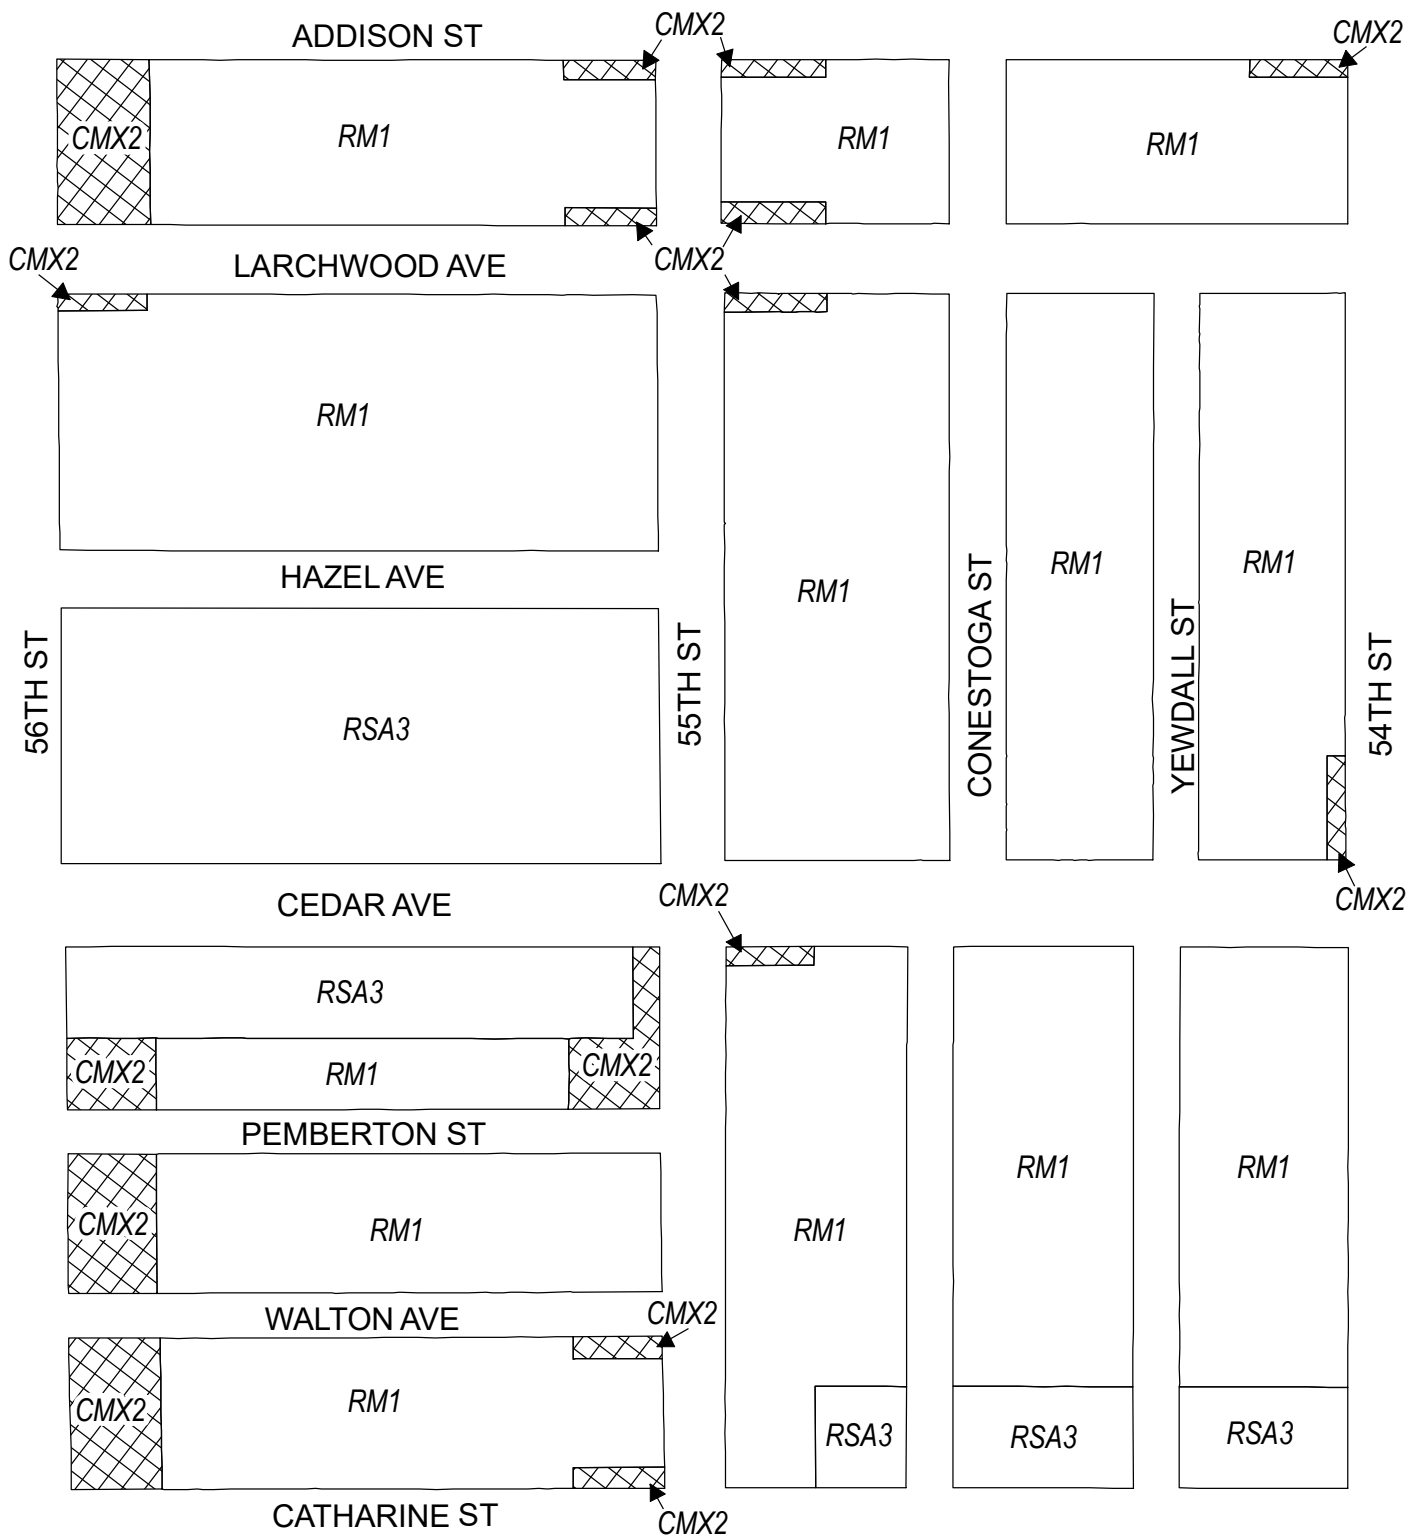 ADDISON ST
CMX2
CMX2
CMX2
RM1
RM1
RM1
CMX2
LARCHWOOD AVE
CMX2
RM1
HAZEL AVE
RM1
RM1
RM1
56TH ST
RSA3
55TH ST
CONESTOGA ST
YEWDALL ST
54TH ST
CEDAR AVE
CMX2
CMX2
RSA3
CMX2
RM1
CMX2
PEMBERTON ST
CMX2
RM1
RM1
RM1
RM1
WALTON AVE
CMX2
CMX2
RM1
RSA3
RSA3
RSA3
CATHARINE ST
CMX2